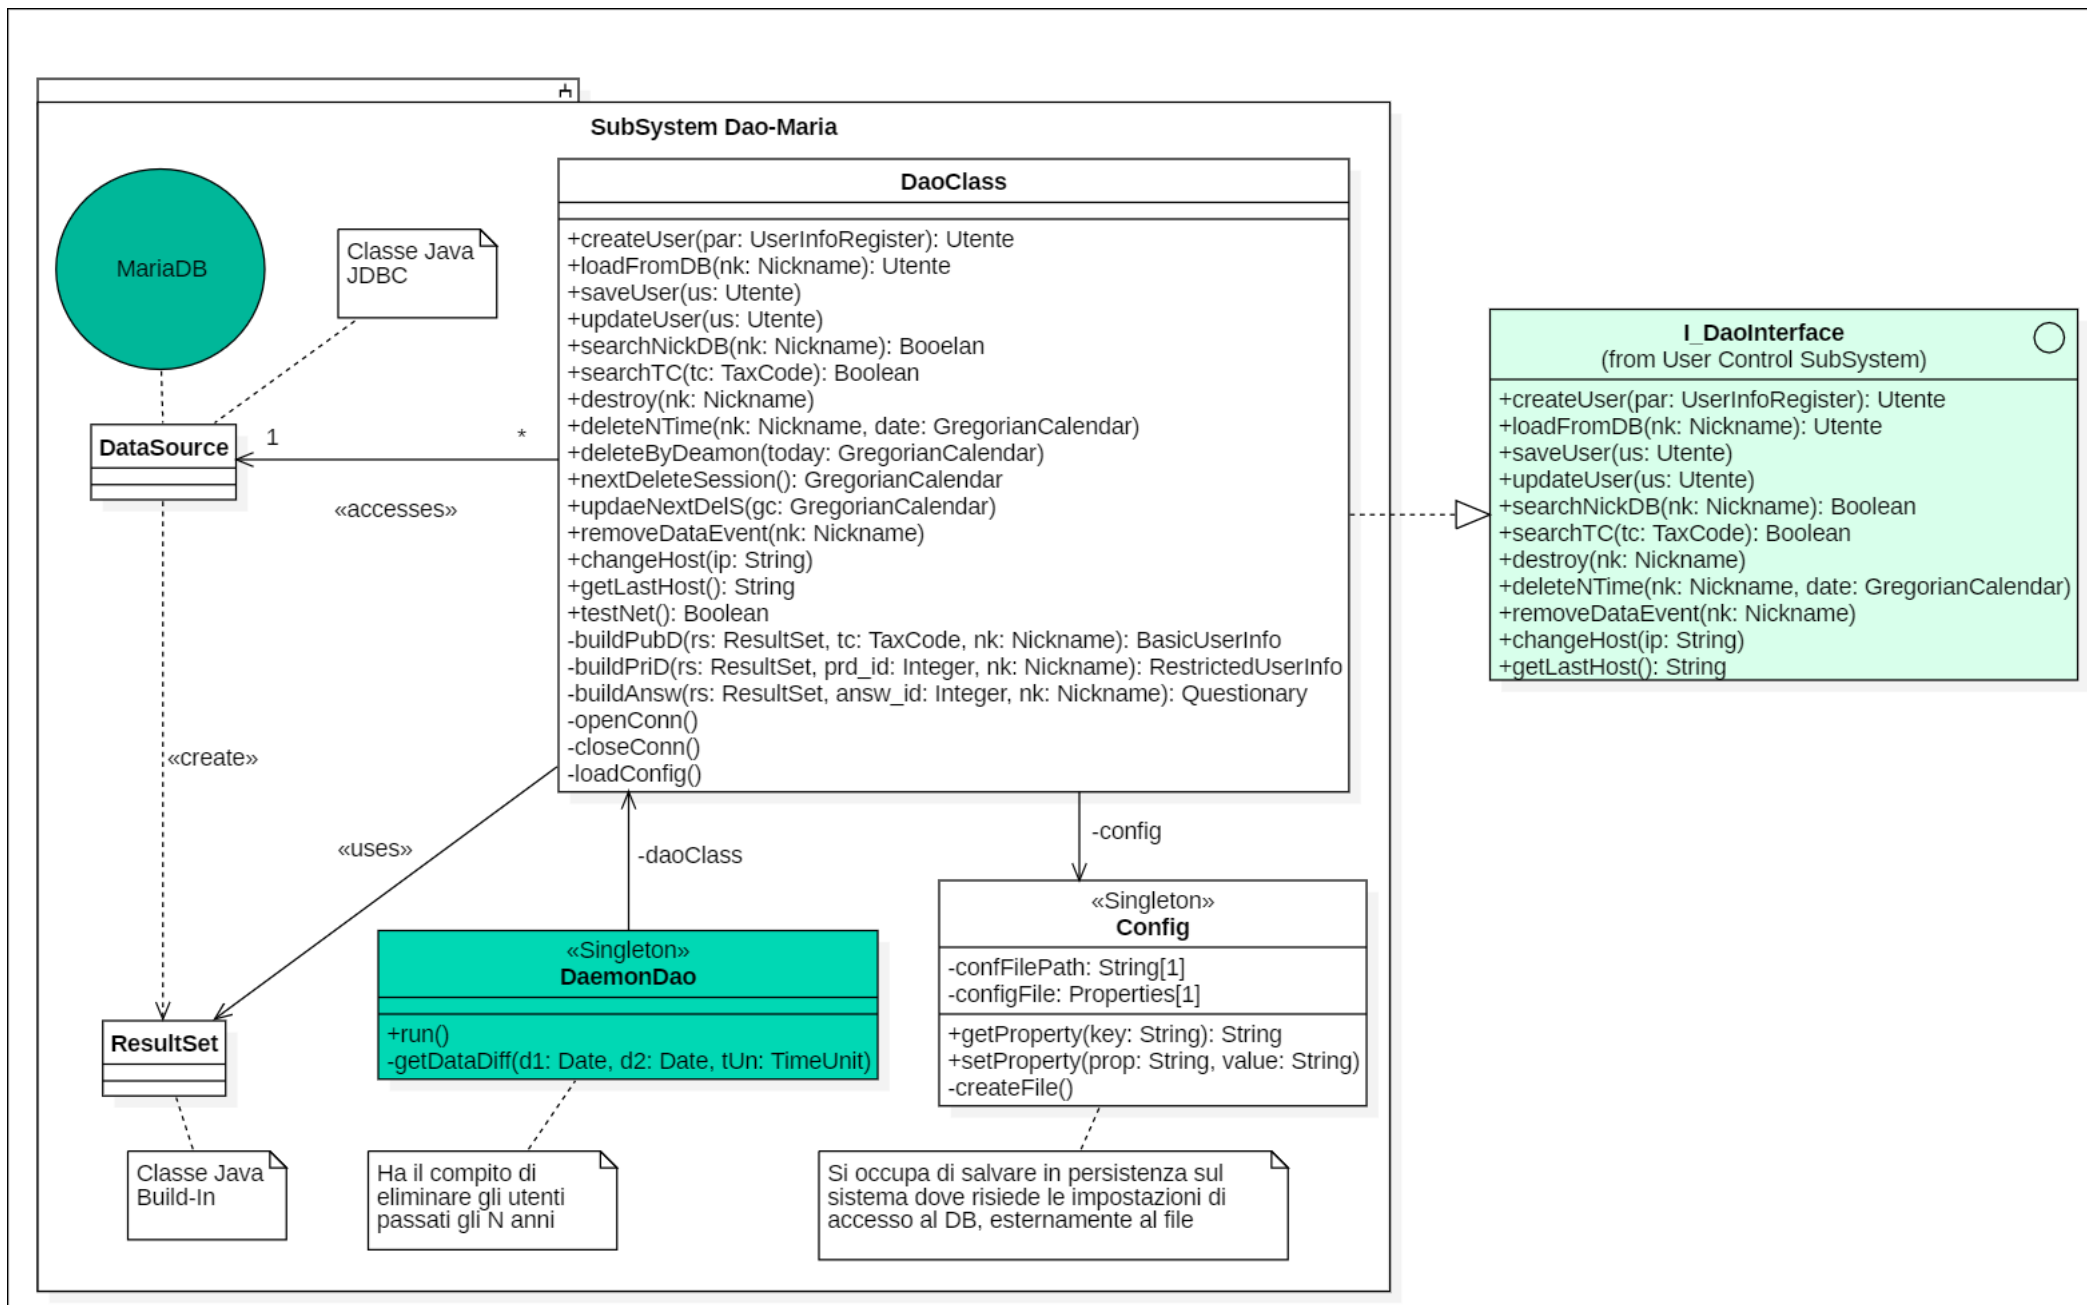 SubSystem Dao-Maria
MariaDB
Classe Java
JDBC
DataSource
1
*
«accesses»
«create»
«uses»
ResultSet
Classe Java
Build-In
DaoClass
+createUser(par: UserInfoRegister): Utente
+loadFromDB(nk: Nickname): Utente
+saveUser(us: Utente)
+updateUser(us: Utente)
+searchNickDB(nk: Nickname): Booelan
+searchTC(tc: TaxCode): Boolean
+destroy(nk: Nickname)
+deleteNTime(nk: Nickname, date: GregorianCalendar)
+deleteByDeamon(today: GregorianCalendar)
+nextDeleteSession(): GregorianCalendar
+updaeNextDelS(gc: GregorianCalendar)
+removeDataEvent(nk: Nickname)
+changeHost(ip: String)
+getLastHost(): String
+testNet(): Boolean
-buildPubD(rs: ResultSet, tc: TaxCode, nk: Nickname): BasicUserInfo
-buildPriD(rs: ResultSet, prd_id: Integer, nk: Nickname): RestrictedUserInfo
-buildAnsw(rs: ResultSet, answ_id: Integer, nk: Nickname): Questionary
-openConn()
-closeConn()
-loadConfig()
-daoClass
-config
«Singleton»
DaemonDao
+run()
-getDataDiff(d1: Date, d2: Date, tUn: TimeUnit)
Ha il compito di
eliminare gli utenti
passati gli N anni
«Singleton»
Config
-confFilePath: String[1]
-configFile: Properties[1]
+getProperty(key: String): String
+setProperty(prop: String, value: String)
-createFile()
Si occupa di salvare in persistenza sul
sistema dove risiede le impostazioni di
accesso al DB, esternamente al file
I_DaoInterface
(from User Control SubSystem)
+createUser(par: UserInfoRegister): Utente
+loadFromDB(nk: Nickname): Utente
+saveUser(us: Utente)
+updateUser(us: Utente)
+searchNickDB(nk: Nickname): Boolean
+searchTC(tc: TaxCode): Boolean
+destroy(nk: Nickname)
+deleteNTime(nk: Nickname, date: GregorianCalendar)
+removeDataEvent(nk: Nickname)
+changeHost(ip: String)
+getLastHost(): String